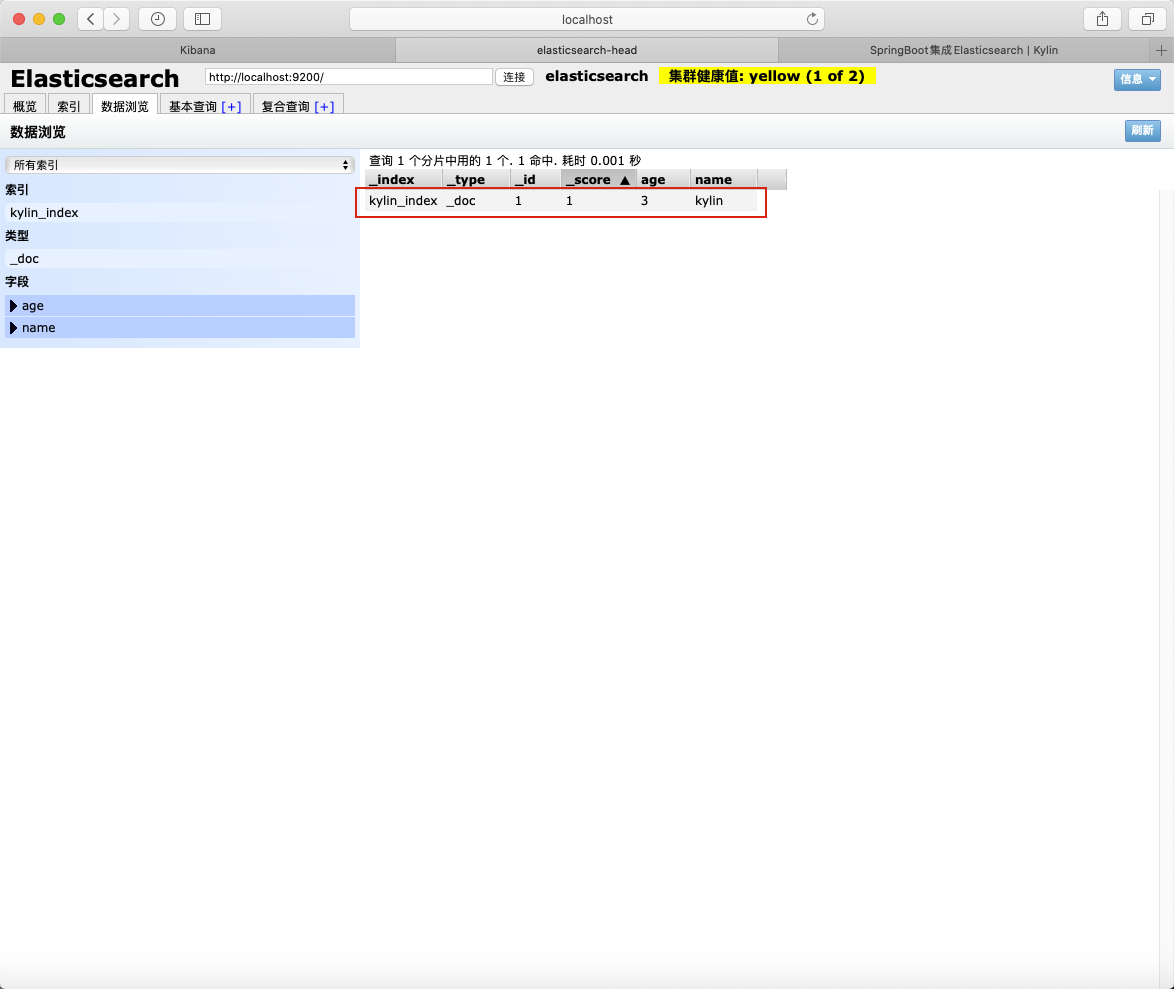 localhost
Kibana
elasticsearch-head
SpringBoot集成Elasticsearch | Kylin
Elasticsearch
http://localhost:9200/
连接
elasticsearch
集群健康值: yellow (1 of 2)
信息
概览
索引
数据浏览
基本查询 [+]
复合查询 [+]
数据浏览
刷新
所有索引
索引
kylin_index
类型
_doc
字段
age
name
查询 1 个分片中用的 1 个. 1 命中. 耗时 0.001 秒
_index _type _id _score ▲ age name
kylin_index _doc 1 1 3 kylin